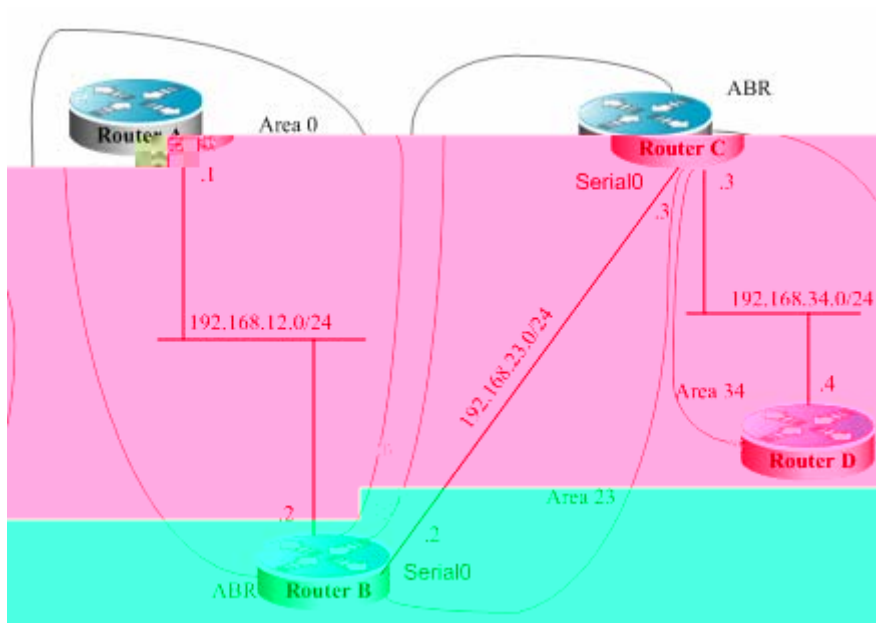 ABR
Router A
Area 0
Router C
.1
Serial0
.3
.3
192.168.34.0/24
192.168.12.0/24
192.168.23.0/24
Area 34
.4
Router D
Area 23
.2
.2
ABR
Router B
Serial0